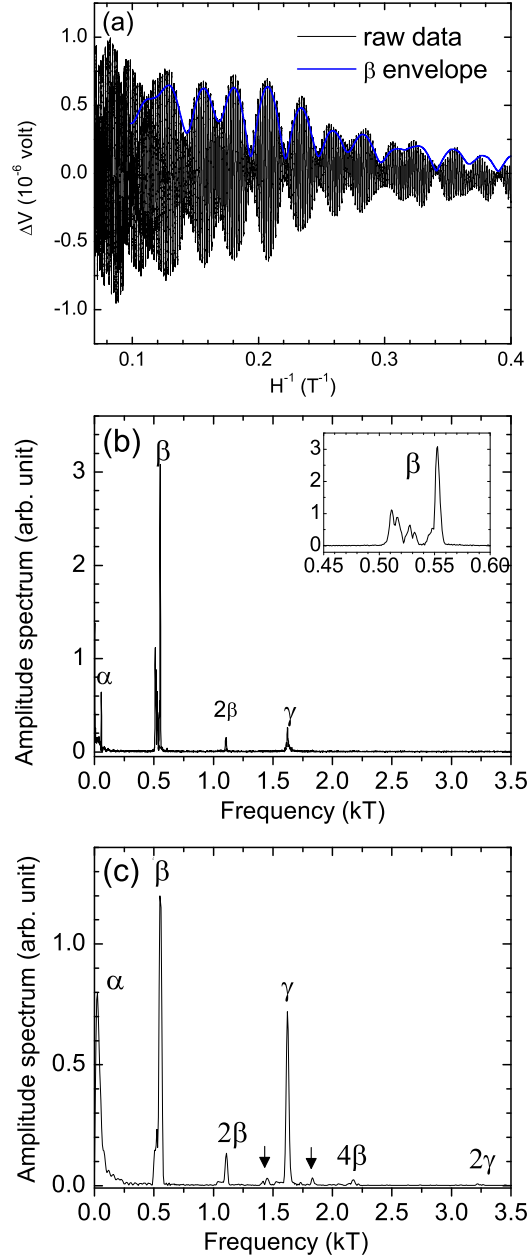 (a)
raw data
β envelope
1.0
0.5
0.0
-0.5
-1.0
ΔV (10⁻⁶ volt)
0.1 0.2 0.3 0.4
H⁻¹ (T⁻¹)
(b)
β
α
2β
γ
3
2
1
0
Amplitude spectrum (arb. unit)
0.0 0.5 1.0 1.5 2.0 2.5 3.0 3.5
Frequency (kT)
β
3
2
1
0
0.45 0.50 0.55 0.60
(c)
β
α
γ
2β
4β
2γ
1.0
0.5
0.0
Amplitude spectrum (arb. unit)
0.0 0.5 1.0 1.5 2.0 2.5 3.0 3.5
Frequency (kT)